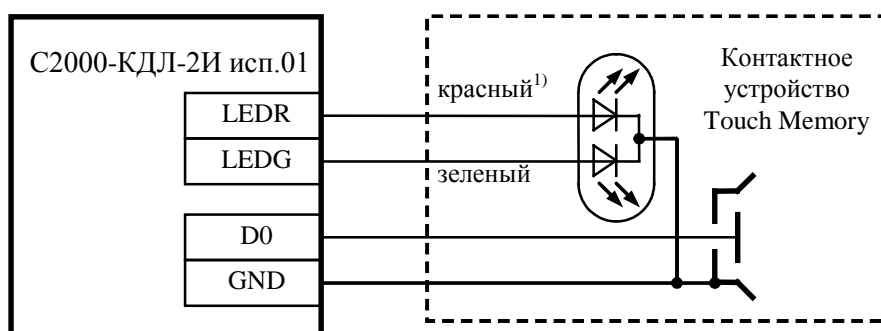 С2000-КДЛ-2И исп.01
Контактное
устройство
Touch Memory
красный¹⁾
LEDR
LEDG
зеленый
D0
GND